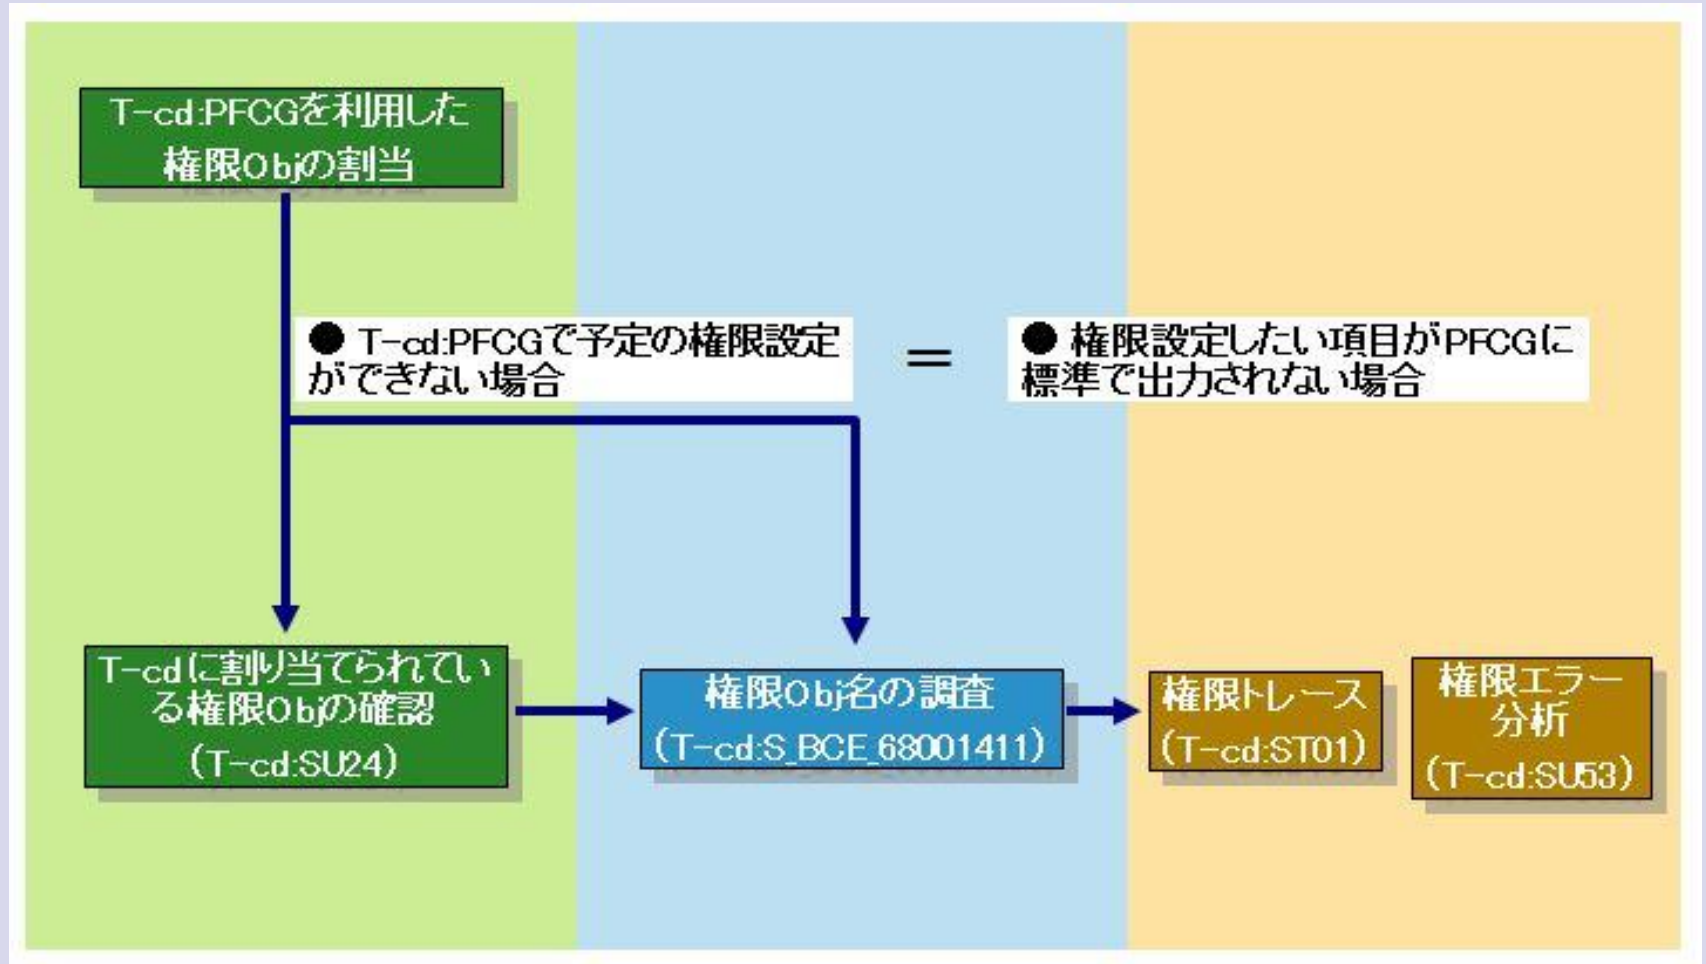 T-cd:PFCGを利用した
権限Objの割当
● T-cd:PFCGで予定の権限設定
ができない場合
＝
● 権限設定したい項目がPFCGに
標準で出力されない場合
T-cdに割り当てられてい
る権限Objの確認
(T-cd:SU24)
権限Obj名の調査
(T-cd:S_BCE_68001411)
権限トレース
(T-cd:ST01)
権限エラー
分析
(T-cd:SU53)